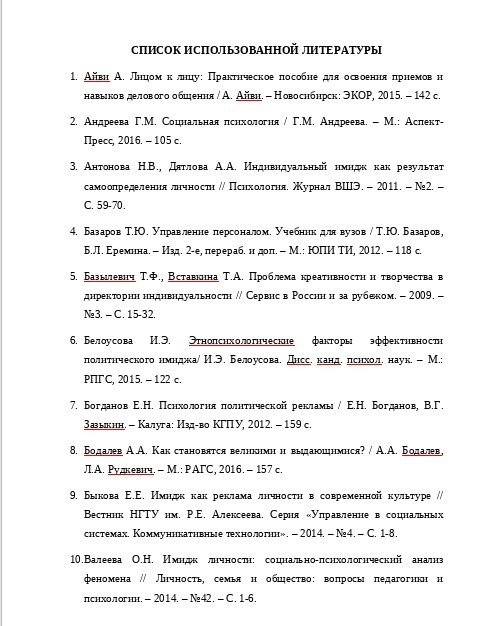 СПИСОК ИСПОЛЬЗОВАННОЙ ЛИТЕРАТУРЫ
1. Айви А. Лицом к лицу: Практическое пособие для освоения приемов и
навыков делового общения / А. Айви. – Новосибирск: ЭКОР, 2015. – 142 с.
2. Андреева Г.М. Социальная психология / Г.М. Андреева. – М.: Аспект-
Пресс, 2016. – 105 с.
3. Антонова Н.В., Дятлова А.А. Индивидуальный имидж как результат
самоопределения личности // Психология. Журнал ВШЭ. – 2011. – №2. –
С. 59-70.
4. Базаров Т.Ю. Управление персоналом. Учебник для вузов / Т.Ю. Базаров,
Б.Л. Еремина. – Изд. 2-е, перераб. и доп. – М.: ЮПИ ТИ, 2012. – 118 с.
5. Базылевич Т.Ф., Вставкина Т.А. Проблема креативности и творчества в
директории индивидуальности // Сервис в России и за рубежом. – 2009. –
№3. – С. 15-32.
6. Белоусова И.Э. Этнопсихологические факторы эффективности
политического имиджа/ И.Э. Белоусова. Дисс. канд. психол. наук. – М.:
РПГС, 2015. – 122 с.
7. Богданов Е.Н. Психология политической рекламы / Е.Н. Богданов, В.Г.
Зазыкин. – Калуга: Изд-во КГПУ, 2012. – 159 с.
8. Бодалев А.А. Как становятся великими и выдающимися? / А.А. Бодалев,
Л.А. Рудкевич. – М.: РАГС, 2016. – 157 с.
9. Быкова Е.Е. Имидж как реклама личности в современной культуре //
Вестник НГТУ им. Р.Е. Алексеева. Серия «Управление в социальных
системах. Коммуникативные технологии». – 2014. – №4. – С. 1-8.
10.Валеева О.Н. Имидж личности: социально-психологический анализ
феномена // Личность, семья и общество: вопросы педагогики и
психологии. – 2014. – №42. – С. 1-6.